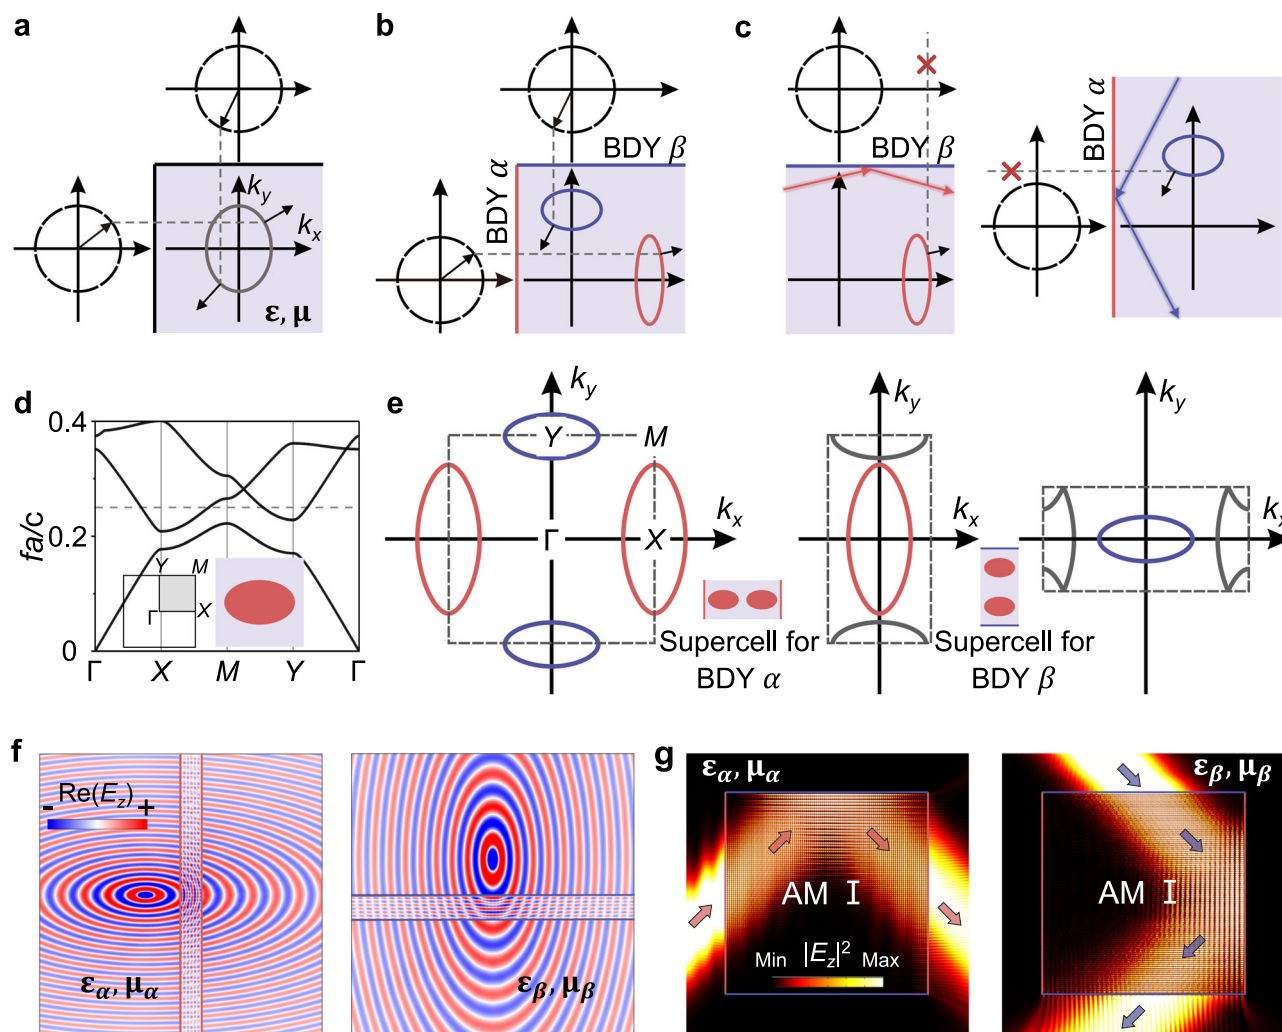 a
k_y
k_x
ε, μ
b
BDY β
BDY α
c
BDY β
BDY α
d
0.4
0.2
0
fa/c
Y M
Γ X
Γ X M Y Γ
e
k_y
Y M
k_x
Γ X
Supercell for
BDY α
k_y
k_x
Supercell for
BDY β
k_y
k_x
f
Re(E_z)
- +
ε_α, μ_α
ε_β, μ_β
g
ε_α, μ_α
AM I
Min |E_z|² Max
ε_β, μ_β
AM I